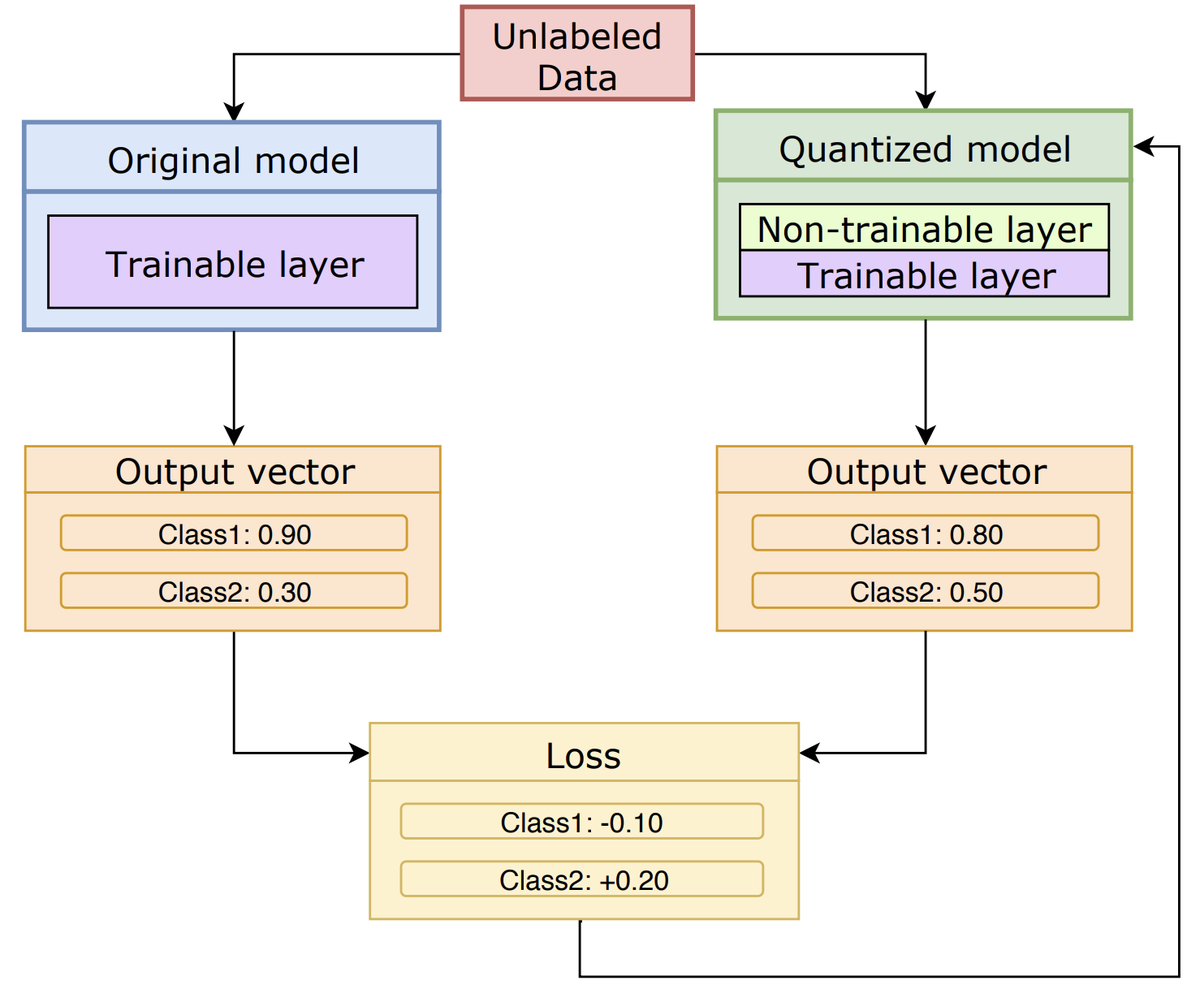 Unlabeled
Data
Original model
Trainable layer
Quantized model
Non-trainable layer
Trainable layer
Output vector
Class1: 0.90
Class2: 0.30
Output vector
Class1: 0.80
Class2: 0.50
Loss
Class1: -0.10
Class2: +0.20